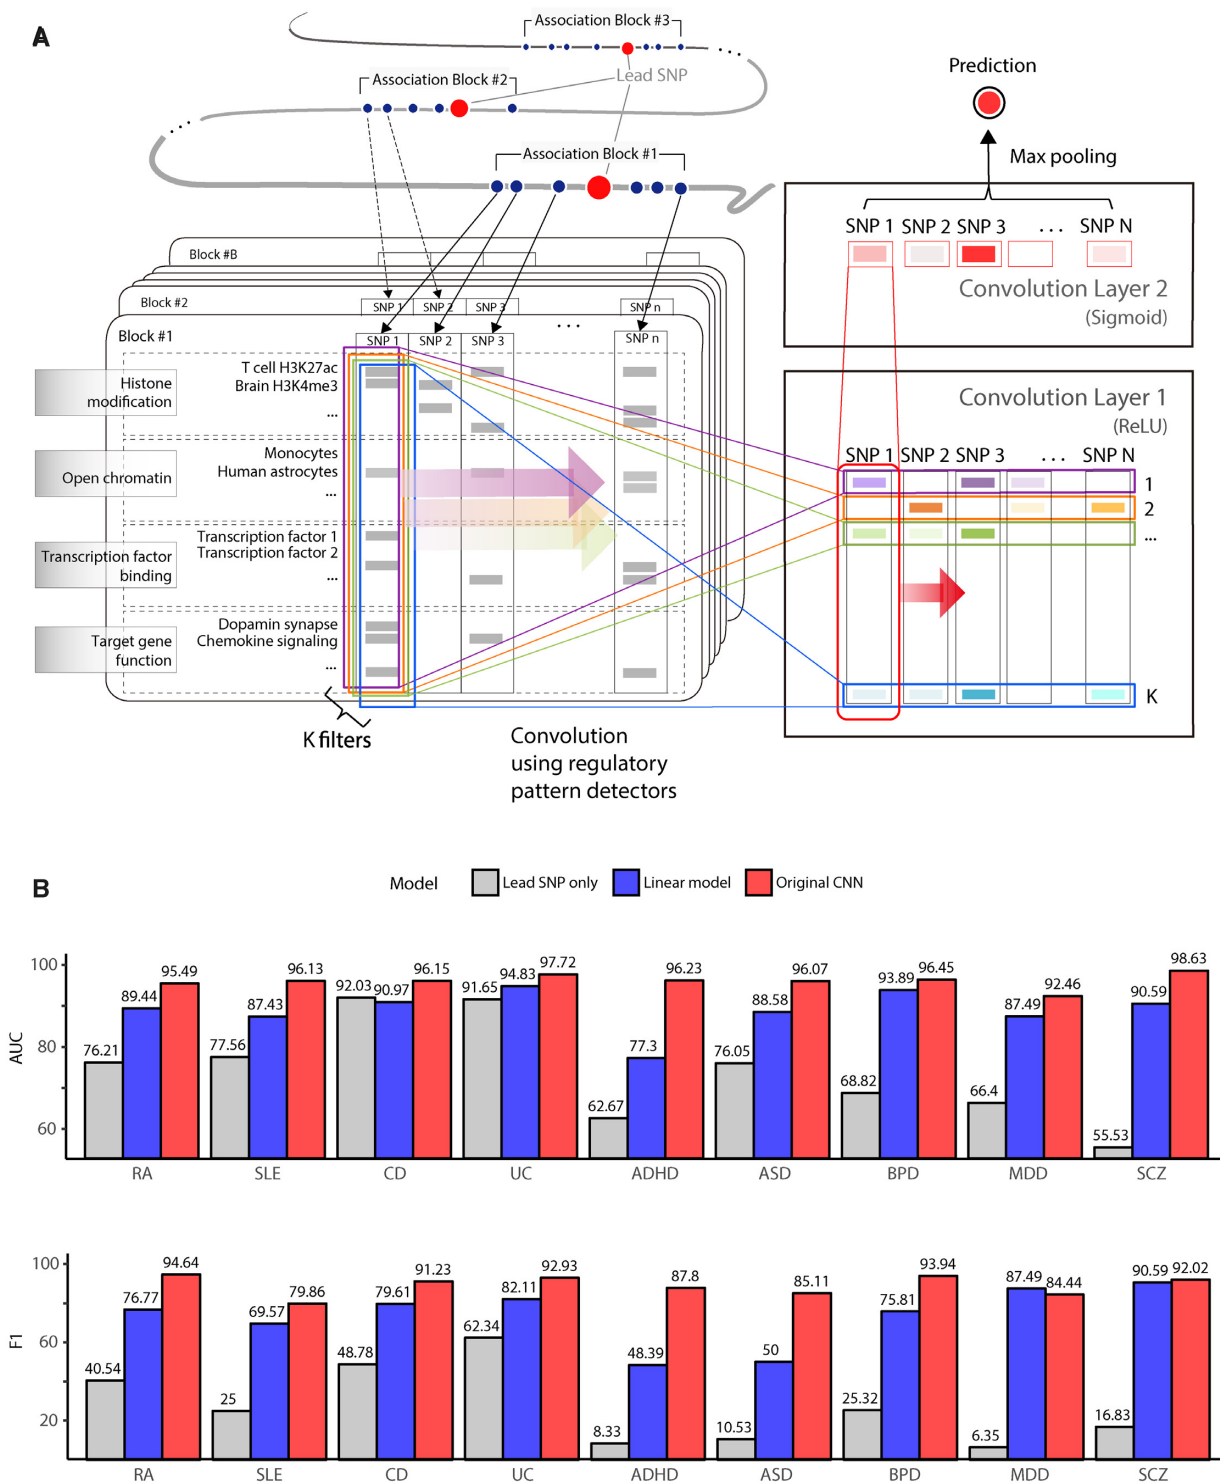 A
Association Block #3
Lead SNP
Association Block #2
Association Block #1
Prediction
Max pooling
SNP 1 SNP 2 SNP 3 ... SNP N
Convolution Layer 2
(Sigmoid)
Block #B
Block #2
SNP 1 SNP 2 SNP 3 SNP n
...
Block #1
SNP 1 SNP 2 SNP 3 SNP n
Histone
modification
T cell H3K27ac
Brain H3K4me3
...
Open chromatin
Monocytes
Human astrocytes
...
Transcription factor
binding
Transcription factor 1
Transcription factor 2
...
Target gene
function
Dopamin synapse
Chemokine signaling
...
K filters
Convolution
using regulatory
pattern detectors
Convolution Layer 1
(ReLU)
SNP 1 SNP 2 SNP 3 ... SNP N
1
2
...
K
B
Model Lead SNP only Linear model Original CNN
AUC
100
80
60
76.21 89.44 95.49
77.56 87.43 96.13
92.03 90.97 96.15
91.65 94.83 97.72
62.67 77.3 96.23
76.05 88.58 96.07
68.82 93.89 96.45
66.4 87.49 92.46
55.53 90.59 98.63
RA SLE CD UC ADHD ASD BPD MDD SCZ
F1
100
60
20
40.54 76.77 94.64
25 69.57 79.86
48.78 79.61 91.23
62.34 82.11 92.93
8.33 48.39 87.8
10.53 50 85.11
25.32 75.81 93.94
6.35 87.49 84.44
16.83 90.59 92.02
RA SLE CD UC ADHD ASD BPD MDD SCZ